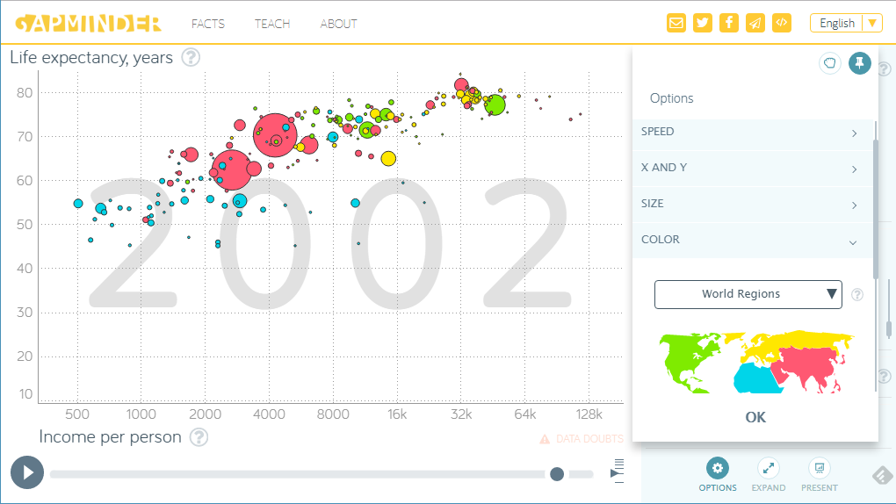 GAPMINDER FACTS TEACH ABOUT English ▼
Life expectancy, years ?
Options
SPEED
X AND Y
SIZE
COLOR
World Regions ▼ ?
OK
80
70
60
50
40
30
20
10
2002
500 1000 2000 4000 8000 16k 32k 64k 128k
Income per person ?
DATA DOUBTS
OPTIONS EXPAND PRESENT